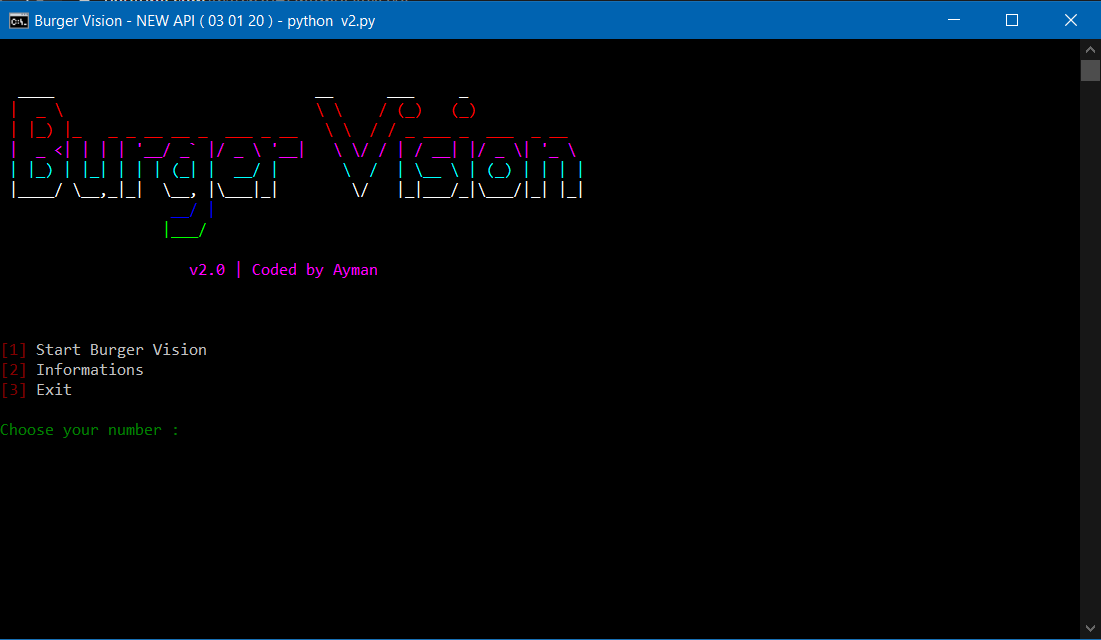 Burger Vision - NEW API ( 03 01 20 ) - python  v2.py
Burger Vision
v2.0 | Coded by Ayman
[1] Start Burger Vision
[2] Informations
[3] Exit
Choose your number :